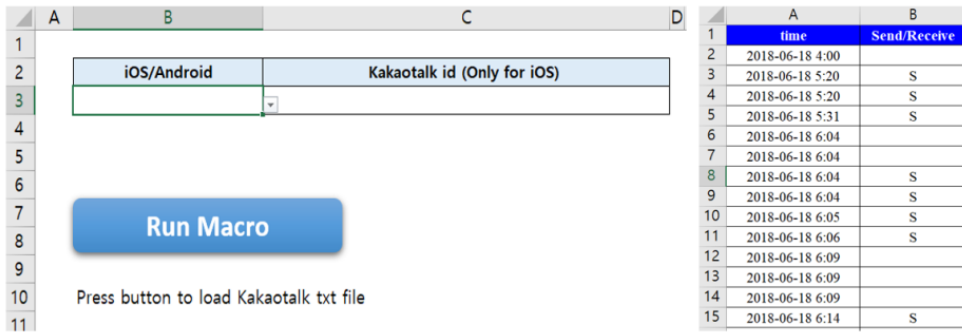 A B C D
1
2 iOS/Android Kakaotalk id (Only for iOS)
3
4
5
6
7 Run Macro
8
9
10 Press button to load Kakaotalk txt file
11
A B
1 time Send/Receive
2 2018-06-18 4:00
3 2018-06-18 5:20 S
4 2018-06-18 5:20 S
5 2018-06-18 5:31 S
6 2018-06-18 6:04
7 2018-06-18 6:04
8 2018-06-18 6:04 S
9 2018-06-18 6:04 S
10 2018-06-18 6:05 S
11 2018-06-18 6:06 S
12 2018-06-18 6:09
13 2018-06-18 6:09
14 2018-06-18 6:09
15 2018-06-18 6:14 S